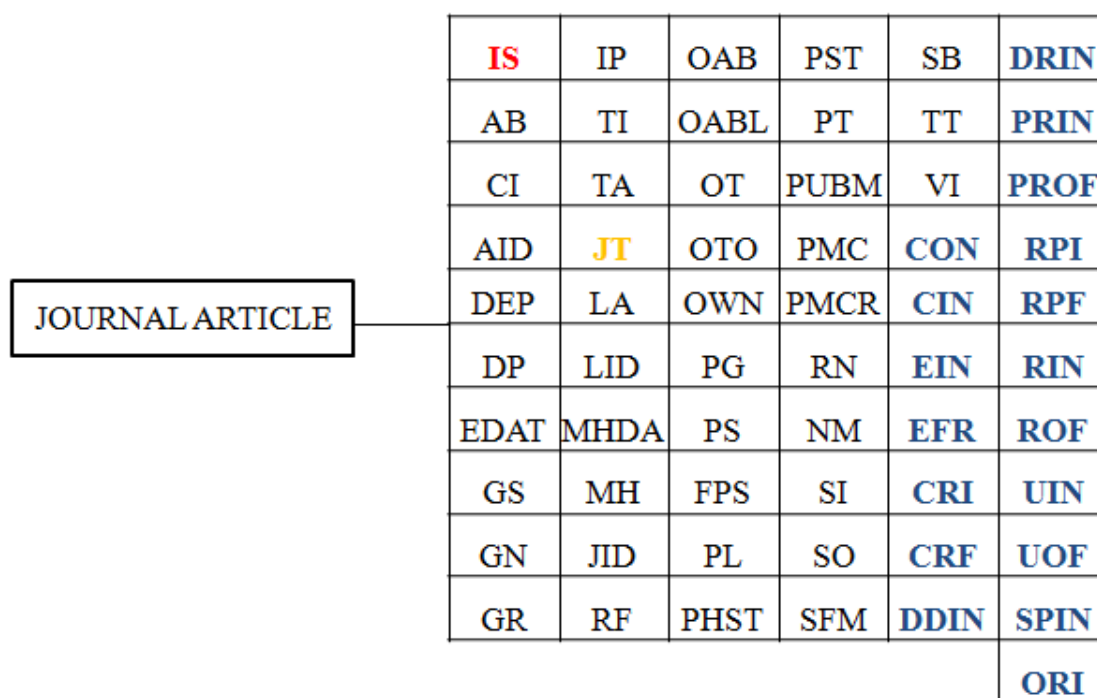 IS IP OAB PST SB DRIN
AB TI OABL PT TT PRIN
CI TA OT PUBM VI PROF
AID JT OTO PMC CON RPI
JOURNAL ARTICLE
DEP LA OWN PMCR CIN RPF
DP LID PG RN EIN RIN
EDAT MHDA PS NM EFR ROF
GS MH FPS SI CRI UIN
GN JID PL SO CRF UOF
GR RF PHST SFM DDIN SPIN
ORI